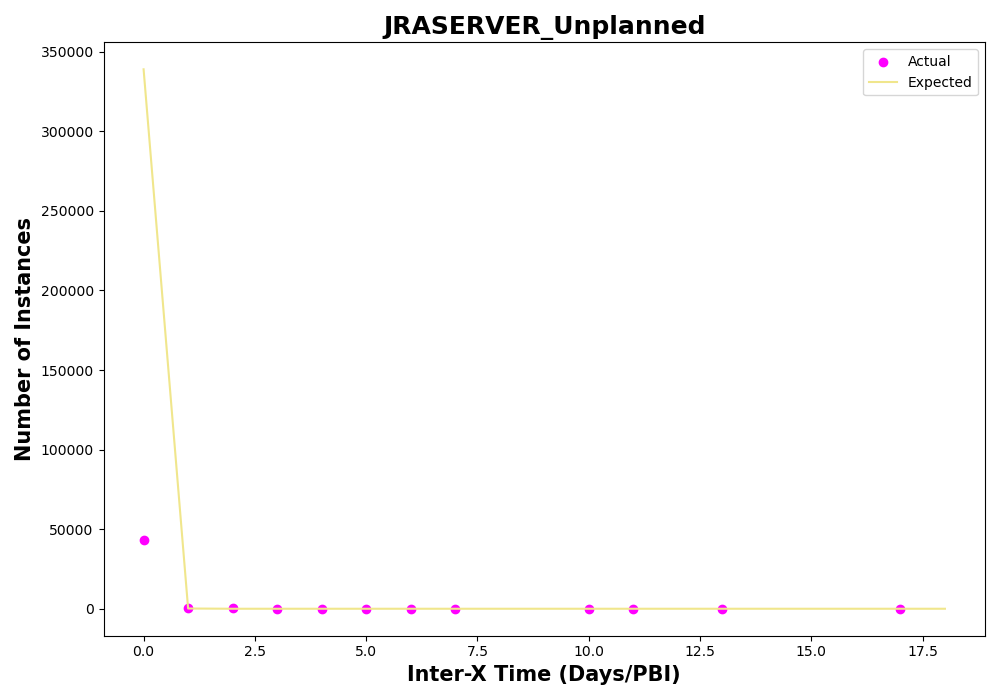 JRASERVER_Unplanned
Actual
Expected
Number of Instances
350000
300000
250000
200000
150000
100000
50000
0
0.0 2.5 5.0 7.5 10.0 12.5 15.0 17.5
Inter-X Time (Days/PBI)